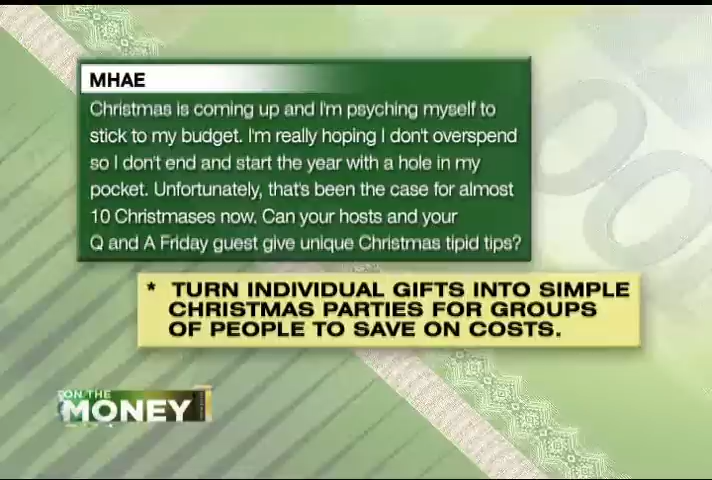 MHAE
Christmas is coming up and I'm psyching myself to
stick to my budget. I'm really hoping I don't overspend
so I don't end and start the year with a hole in my
pocket. Unfortunately, that's been the case for almost
10 Christmases now. Can your hosts and your
Q and A Friday guest give unique Christmas tipid tips?
* TURN INDIVIDUAL GIFTS INTO SIMPLE
CHRISTMAS PARTIES FOR GROUPS
OF PEOPLE TO SAVE ON COSTS.
ON THE
MONEY